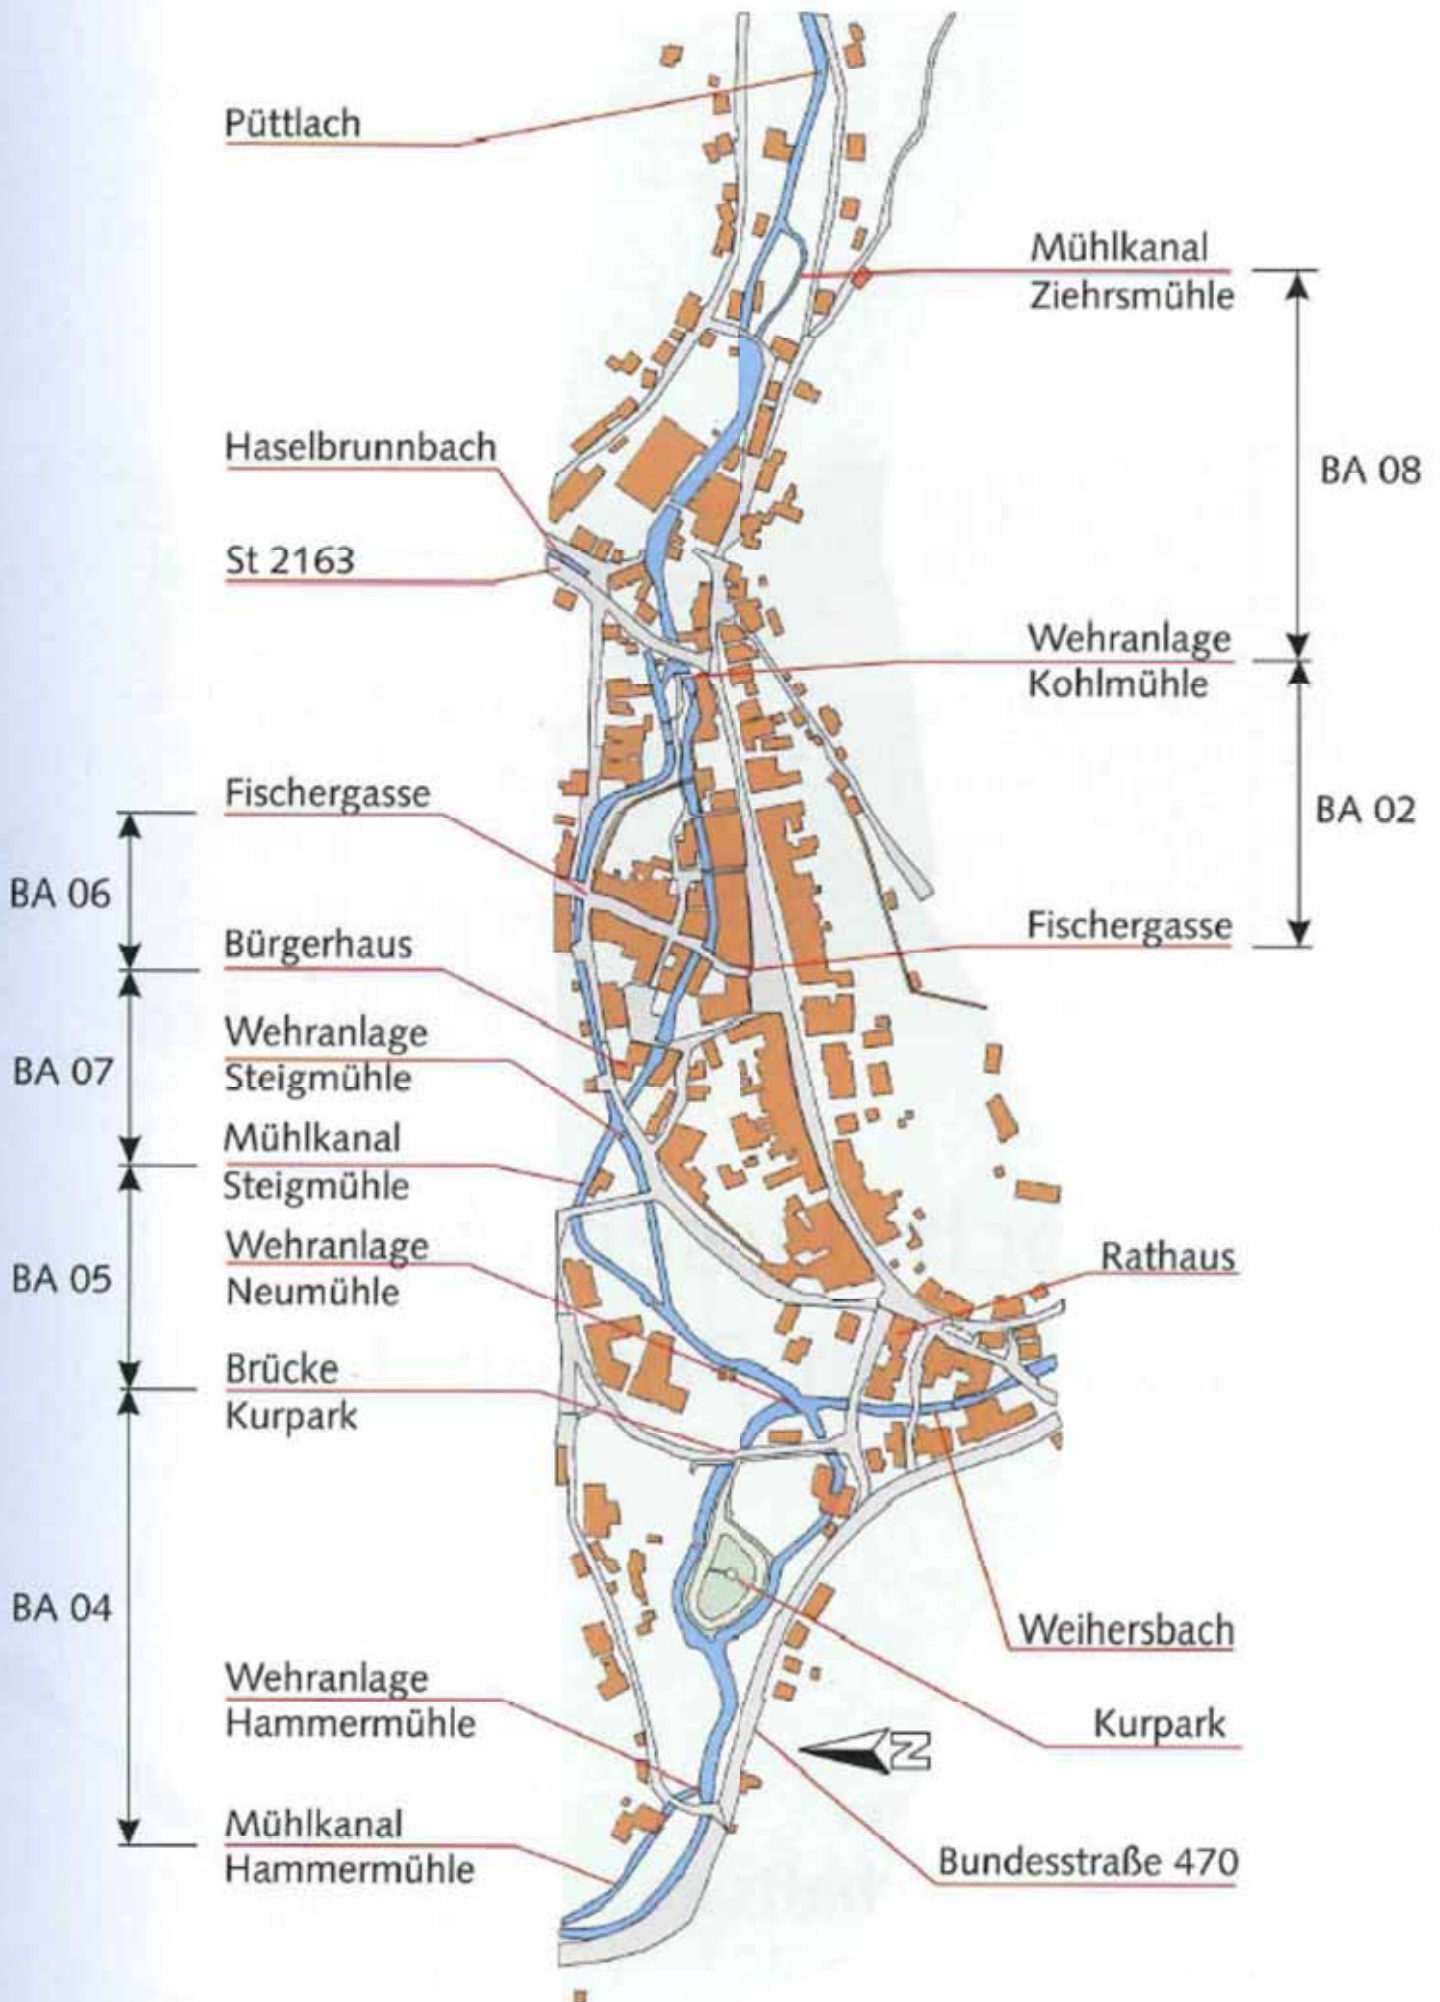 Püttlach
Mühlkanal
Ziehrsmühle
Haselbrunnbach
BA 08
St 2163
Wehranlage
Kohlmühle
Fischergasse
BA 02
BA 06
Fischergasse
Bürgerhaus
Wehranlage
Steigmühle
BA 07
Mühlkanal
Steigmühle
Wehranlage
Neumühle
Rathaus
BA 05
Brücke
Kurpark
BA 04
Weihersbach
Wehranlage
Hammermühle
Kurpark
N
Mühlkanal
Hammermühle
Bundesstraße 470